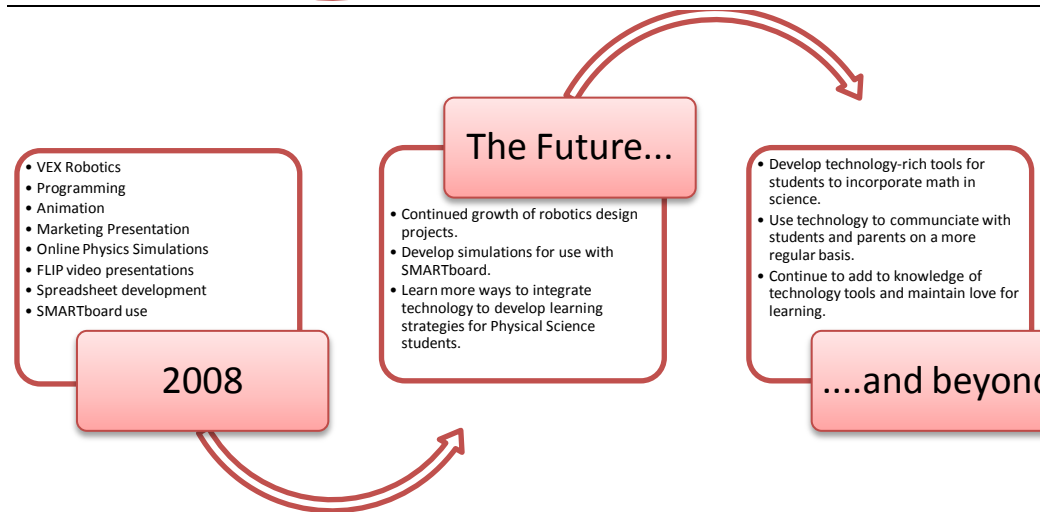 • VEX Robotics
• Programming
• Animation
• Marketing Presentation
• Online Physics Simulations
• FLIP video presentations
• Spreadsheet development
• SMARTboard use
2008
The Future...
• Continued growth of robotics design
projects.
• Develop simulations for use with
SMARTboard.
• Learn more ways to integrate
technology to develop learning
strategies for Physical Science
students.
• Develop technology-rich tools for
students to incorporate math in
science.
• Use technology to communciate with
students and parents on a more
regular basis.
• Continue to add to knowledge of
technology tools and maintain love for
learning.
....and beyond